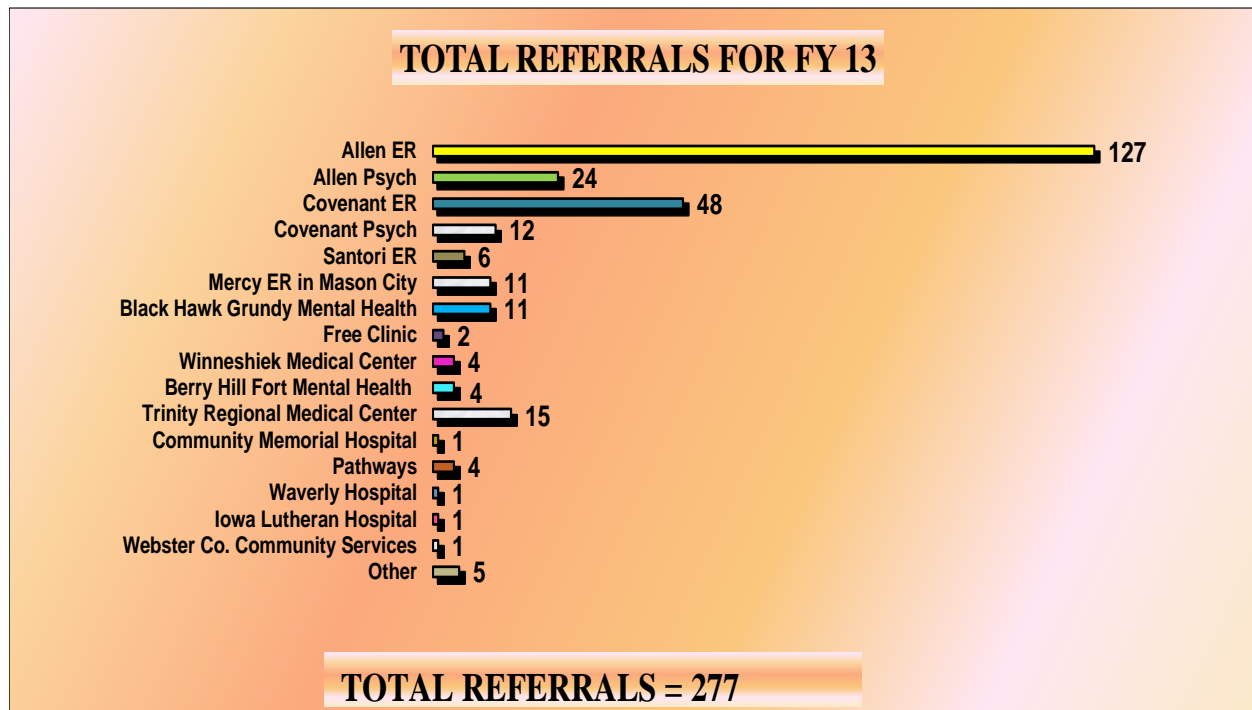 TOTAL REFERRALS FOR FY 13
Allen ER 127
Allen Psych 24
Covenant ER 48
Covenant Psych 12
Santori ER 6
Mercy ER in Mason City 11
Black Hawk Grundy Mental Health 11
Free Clinic 2
Winneshiek Medical Center 4
Berry Hill Fort Mental Health 4
Trinity Regional Medical Center 15
Community Memorial Hospital 1
Pathways 4
Waverly Hospital 1
Iowa Lutheran Hospital 1
Webster Co. Community Services 1
Other 5
TOTAL REFERRALS = 277